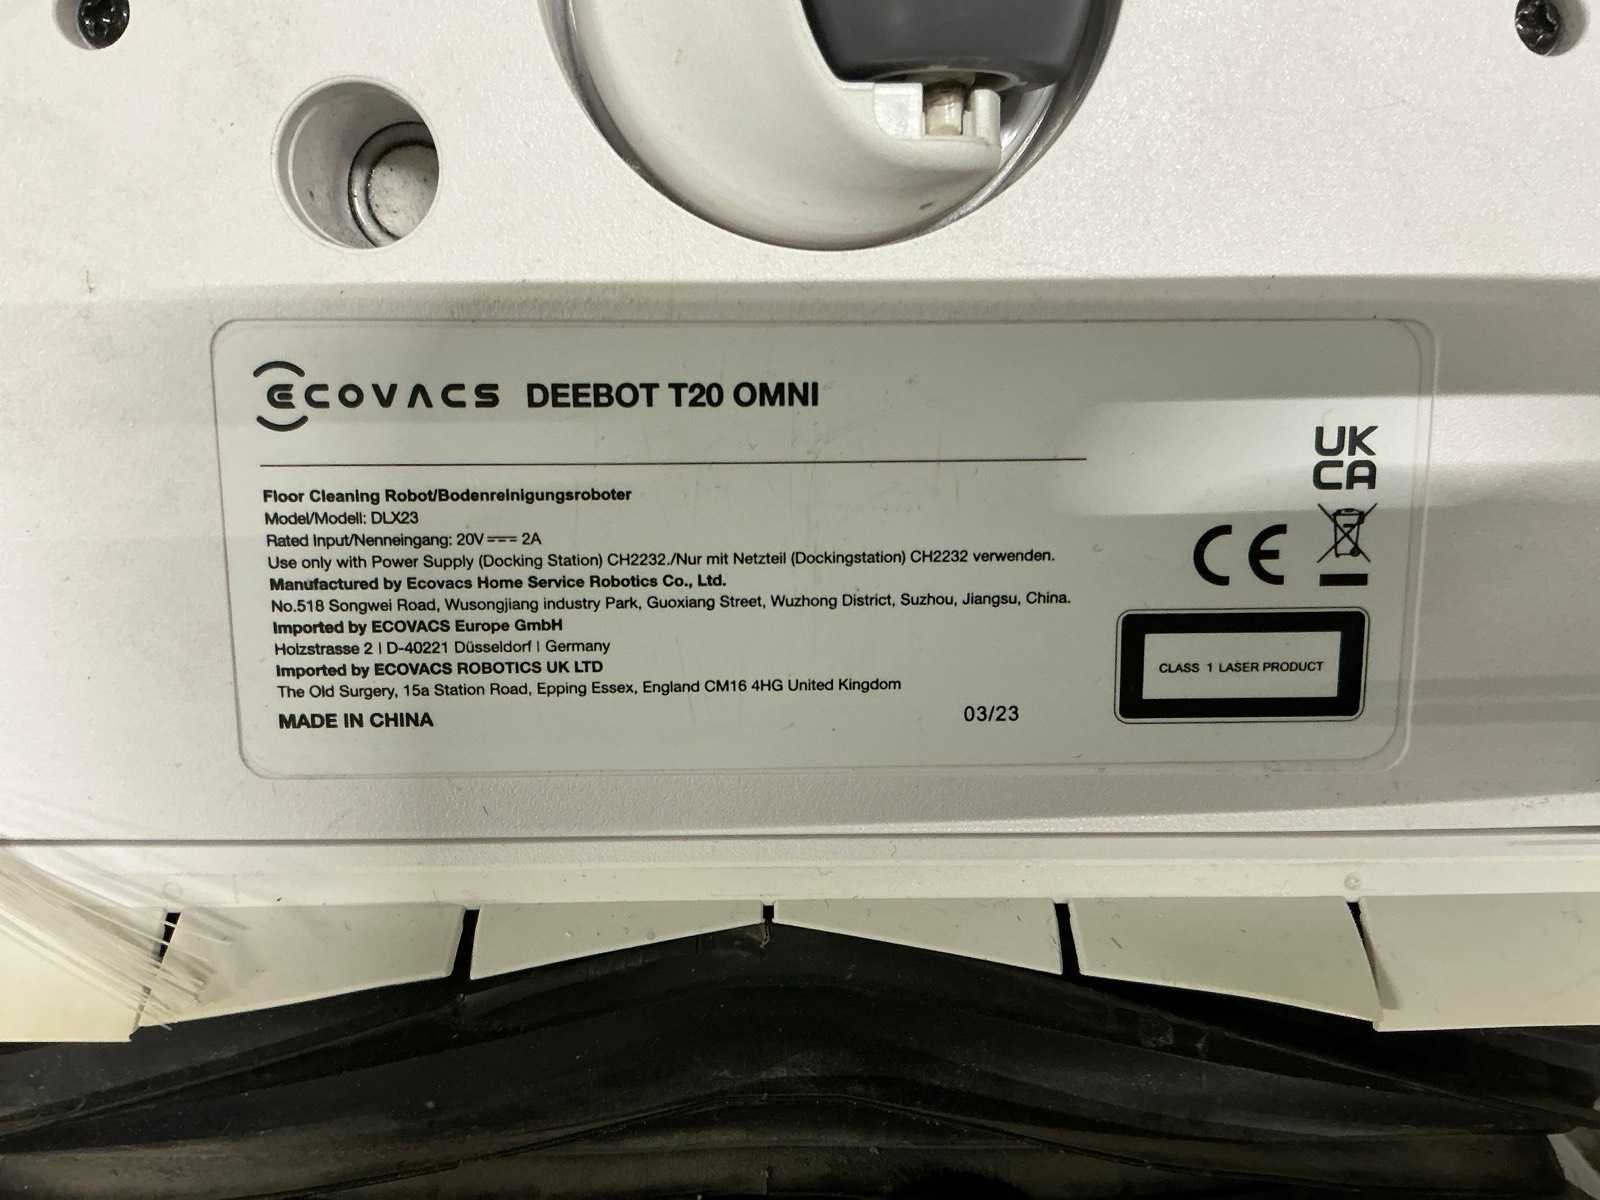 ECOVACS DEEBOT T20 OMNI
Floor Cleaning Robot/Bodenreinigungsroboter
Model/Modell: DLX23
Rated Input/Nenneingang: 20V⎓2A
Use only with Power Supply (Docking Station) CH2232./Nur mit Netzteil (Dockingstation) CH2232 verwenden.
Manufactured by Ecovacs Home Service Robotics Co., Ltd.
No.518 Songwei Road, Wusongjiang industry Park, Guoxiang Street, Wuzhong District, Suzhou, Jiangsu, China.
Imported by ECOVACS Europe GmbH
Holzstrasse 2 | D-40221 Düsseldorf | Germany
Imported by ECOVACS ROBOTICS UK LTD
The Old Surgery, 15a Station Road, Epping Essex, England CM16 4HG United Kingdom
MADE IN CHINA
03/23
UK
CA
CE
CLASS 1 LASER PRODUCT